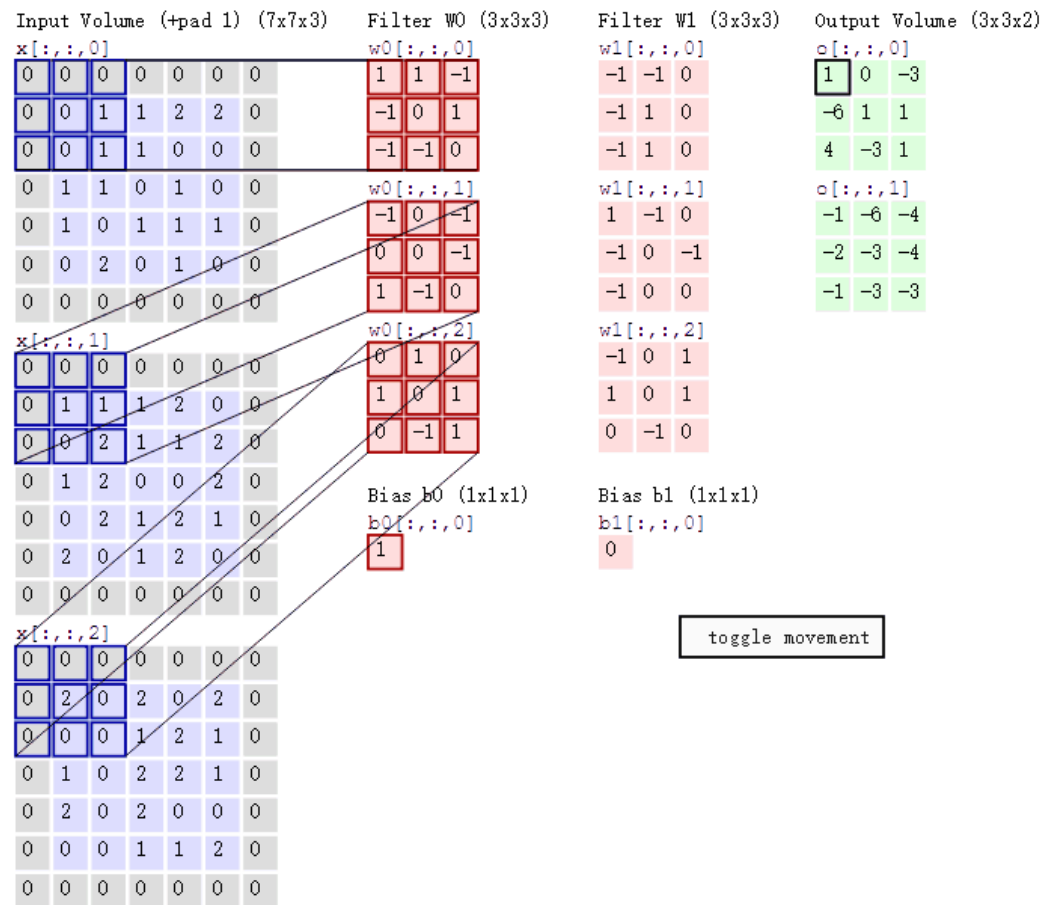 Input Volume (+pad 1) (7x7x3)
x[:,:,0]
0 0 0 0 0 0 0
0 0 1 1 2 2 0
0 0 1 1 0 0 0
0 1 1 0 1 0 0
0 1 0 1 1 1 0
0 0 2 0 1 0 0
0 0 0 0 0 0 0
x[:,:,1]
0 0 0 0 0 0 0
0 1 1 1 2 0 0
0 0 2 1 1 2 0
0 1 2 0 0 2 0
0 0 2 1 2 1 0
0 2 0 1 2 0 0
0 0 0 0 0 0 0
x[:,:,2]
0 0 0 0 0 0 0
0 2 0 2 0 2 0
0 0 0 1 2 1 0
0 1 0 2 2 1 0
0 2 0 2 0 0 0
0 0 0 1 1 2 0
0 0 0 0 0 0 0
Filter W0 (3x3x3)
w0[:,:,0]
1 1 -1
-1 0 1
-1 -1 0
w0[:,:,1]
-1 0 -1
0 0 -1
1 -1 0
w0[:,:,2]
0 1 0
1 0 1
0 -1 1
Bias b0 (1x1x1)
b0[:,:,0]
1
Filter W1 (3x3x3)
w1[:,:,0]
-1 -1 0
-1 1 0
-1 1 0
w1[:,:,1]
1 -1 0
-1 0 -1
-1 0 0
w1[:,:,2]
-1 0 1
1 0 1
0 -1 0
Bias b1 (1x1x1)
b1[:,:,0]
0
Output Volume (3x3x2)
o[:,:,0]
1 0 -3
-6 1 1
4 -3 1
o[:,:,1]
-1 -6 -4
-2 -3 -4
-1 -3 -3
toggle movement